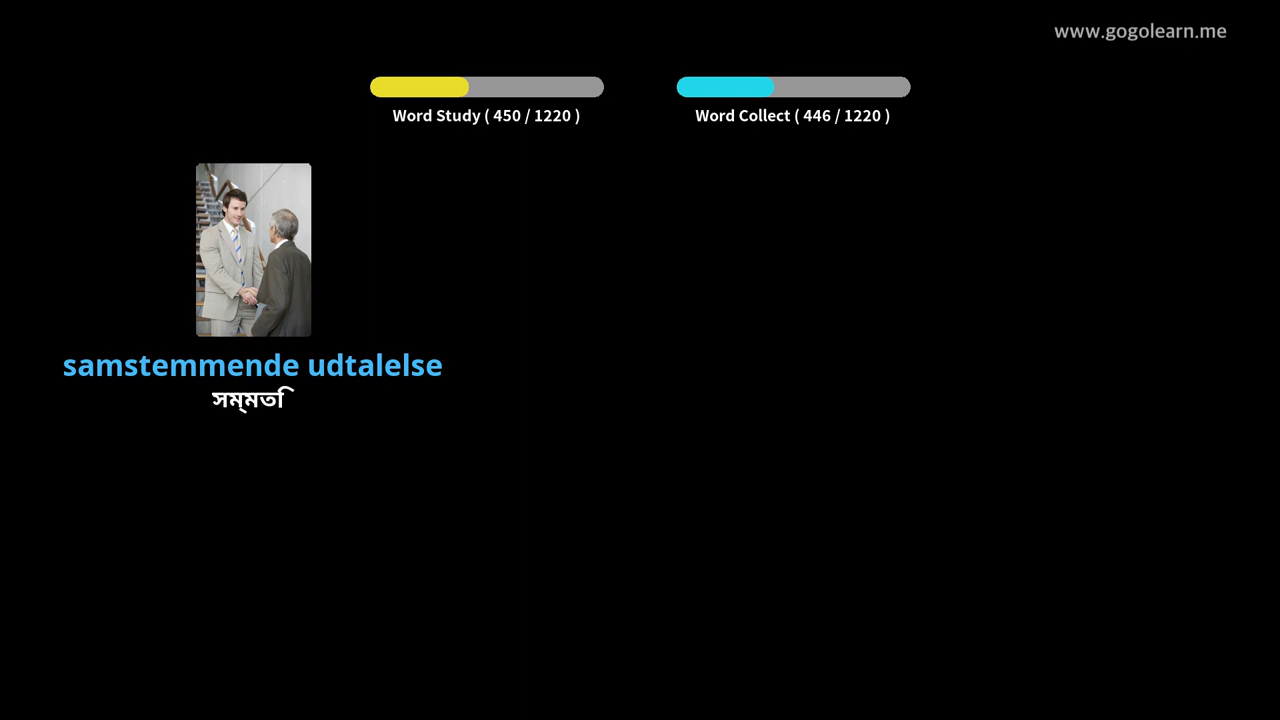 www.gogolearn.me
Word Study ( 450 / 1220 )
Word Collect ( 446 / 1220 )
samstemmende udtalelse
সম্মতি